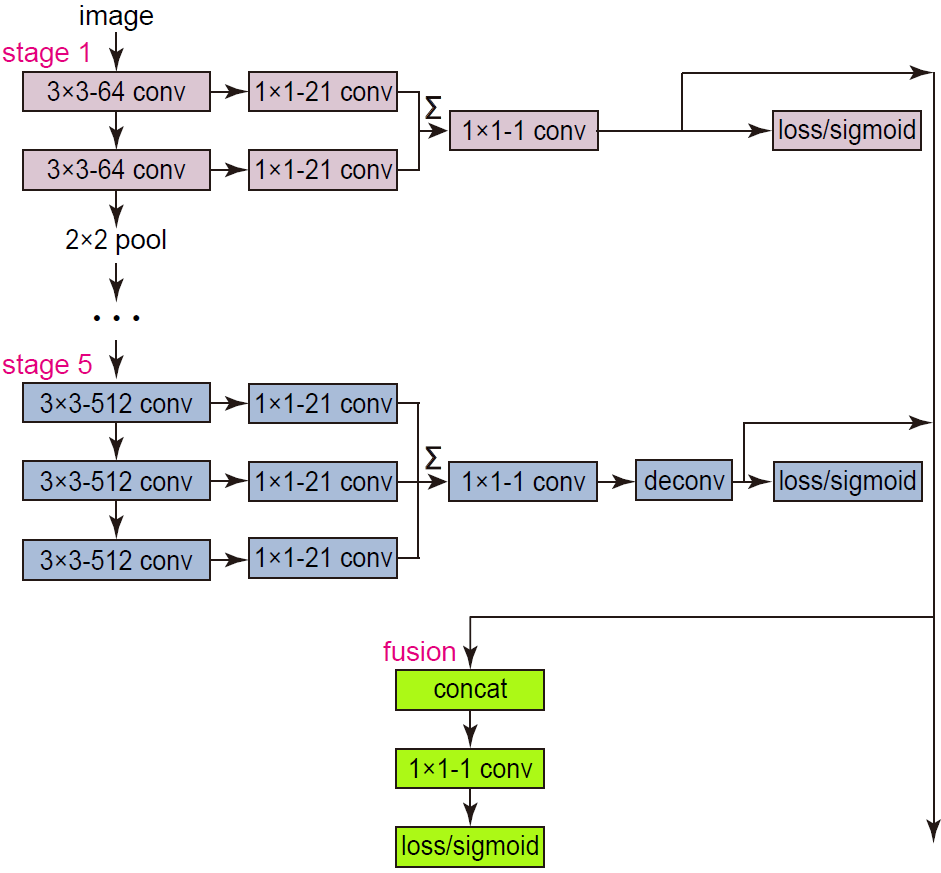 image
stage 1
3×3-64 conv
1×1-21 conv
Σ
1×1-1 conv
loss/sigmoid
3×3-64 conv
1×1-21 conv
2×2 pool
• • •
stage 5
3×3-512 conv
1×1-21 conv
Σ
3×3-512 conv
1×1-21 conv
1×1-1 conv
deconv
loss/sigmoid
3×3-512 conv
1×1-21 conv
fusion
concat
1×1-1 conv
loss/sigmoid